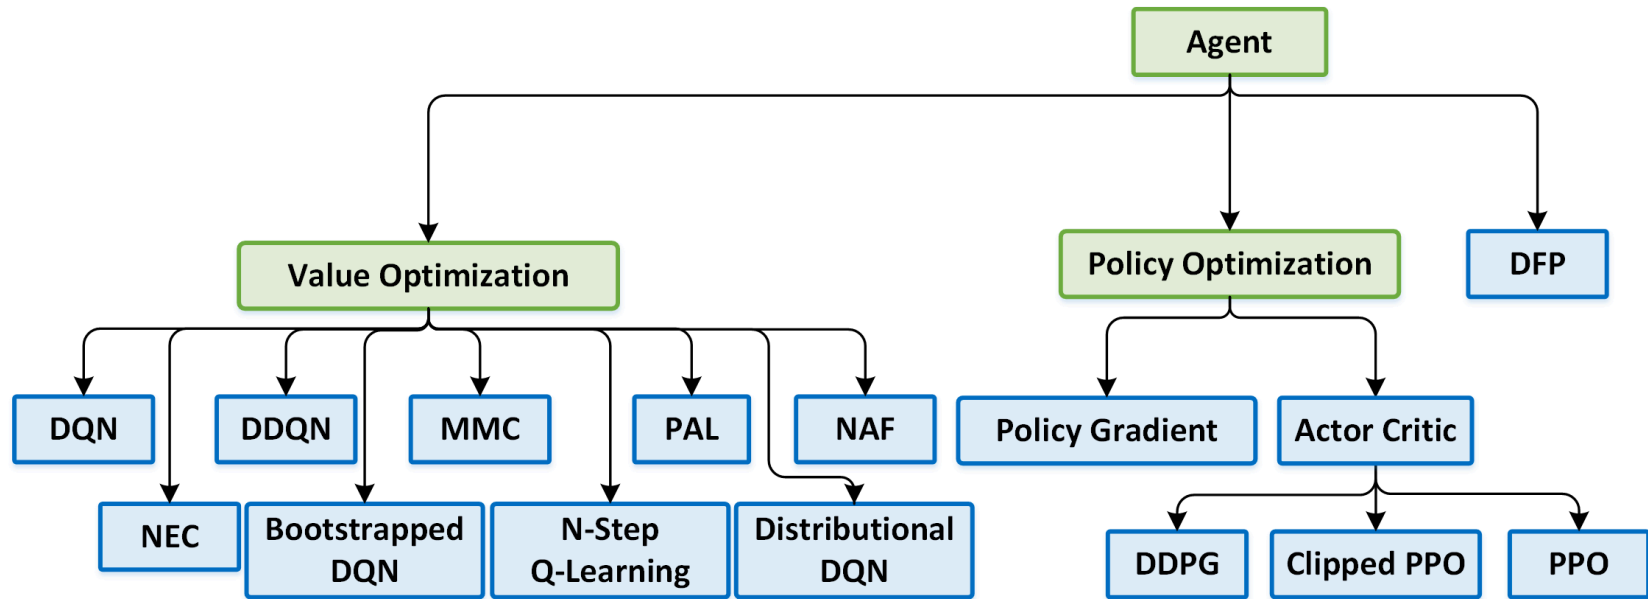 Agent
Value Optimization
Policy Optimization
DFP
DQN
DDQN
MMC
PAL
NAF
Policy Gradient
Actor Critic
NEC
Bootstrapped
DQN
N-Step
Q-Learning
Distributional
DQN
DDPG
Clipped PPO
PPO